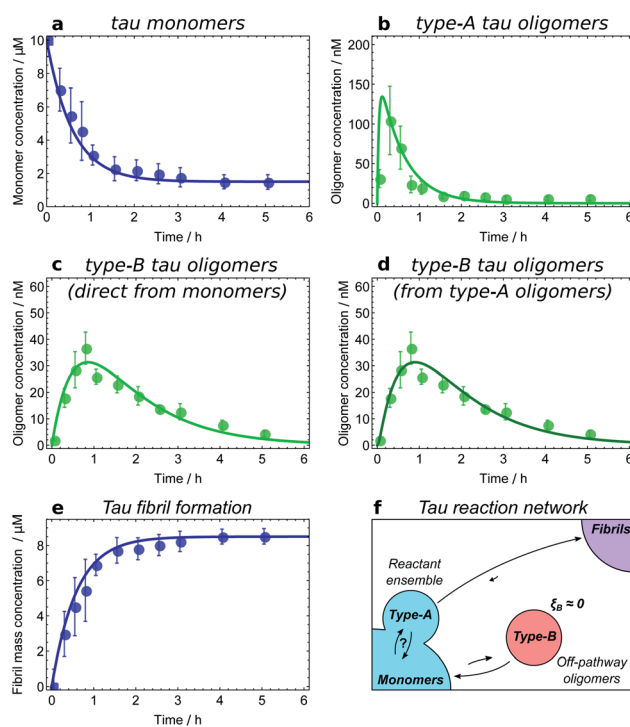 a tau monomers
Monomer concentration / μM
10
8
6
4
2
0
0 1 2 3 4 5 6
Time / h
b type-A tau oligomers
Oligomer concentration / nM
200
150
100
50
0
0 1 2 3 4 5 6
Time / h
c type-B tau oligomers
(direct from monomers)
Oligomer concentration / nM
60
50
40
30
20
10
0
0 1 2 3 4 5 6
Time / h
d type-B tau oligomers
(from type-A oligomers)
Oligomer concentration / nM
60
50
40
30
20
10
0
0 1 2 3 4 5 6
Time / h
e Tau fibril formation
Fibril mass concentration / μM
10
8
6
4
2
0
0 1 2 3 4 5 6
Time / h
f Tau reaction network
Fibrils
Reactant
ensemble
ξB ≈ 0
Type-A
Type-B
?
Off-pathway
oligomers
Monomers